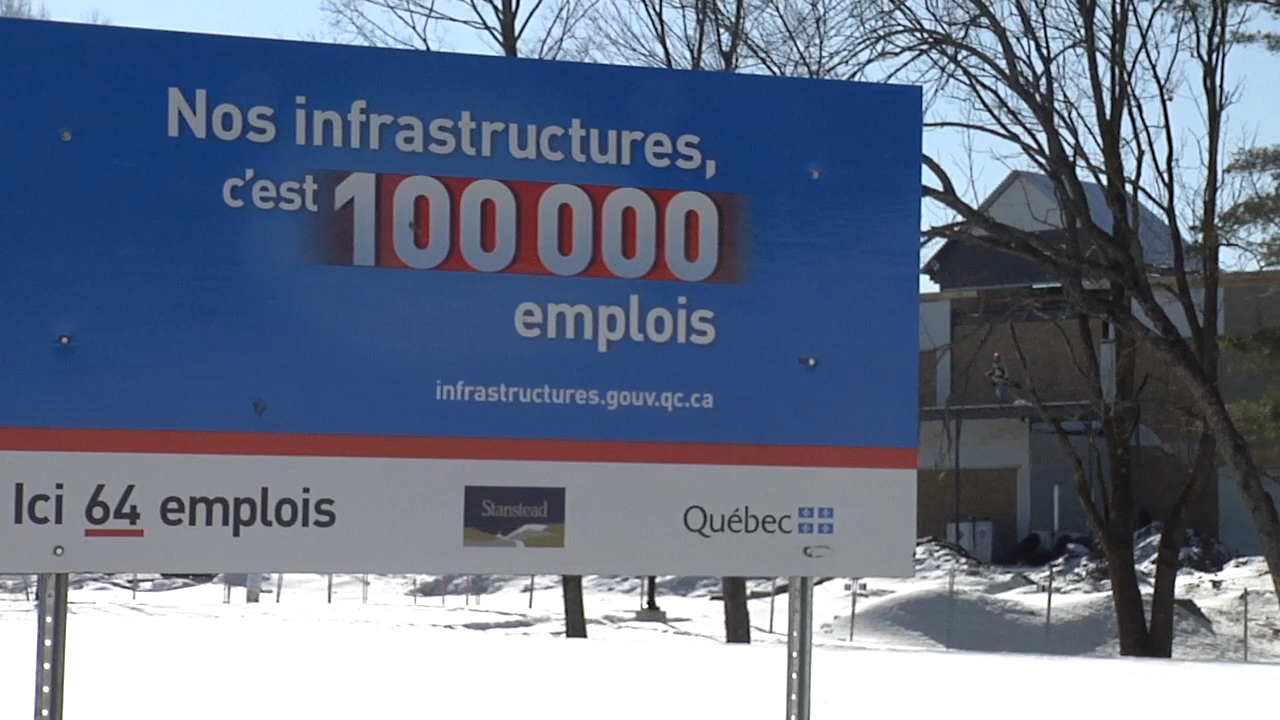 Nos infrastructures,
c'est 100 000
emplois
infrastructures.gouv.qc.ca
Ici 64 emplois
Stanstead
Québec